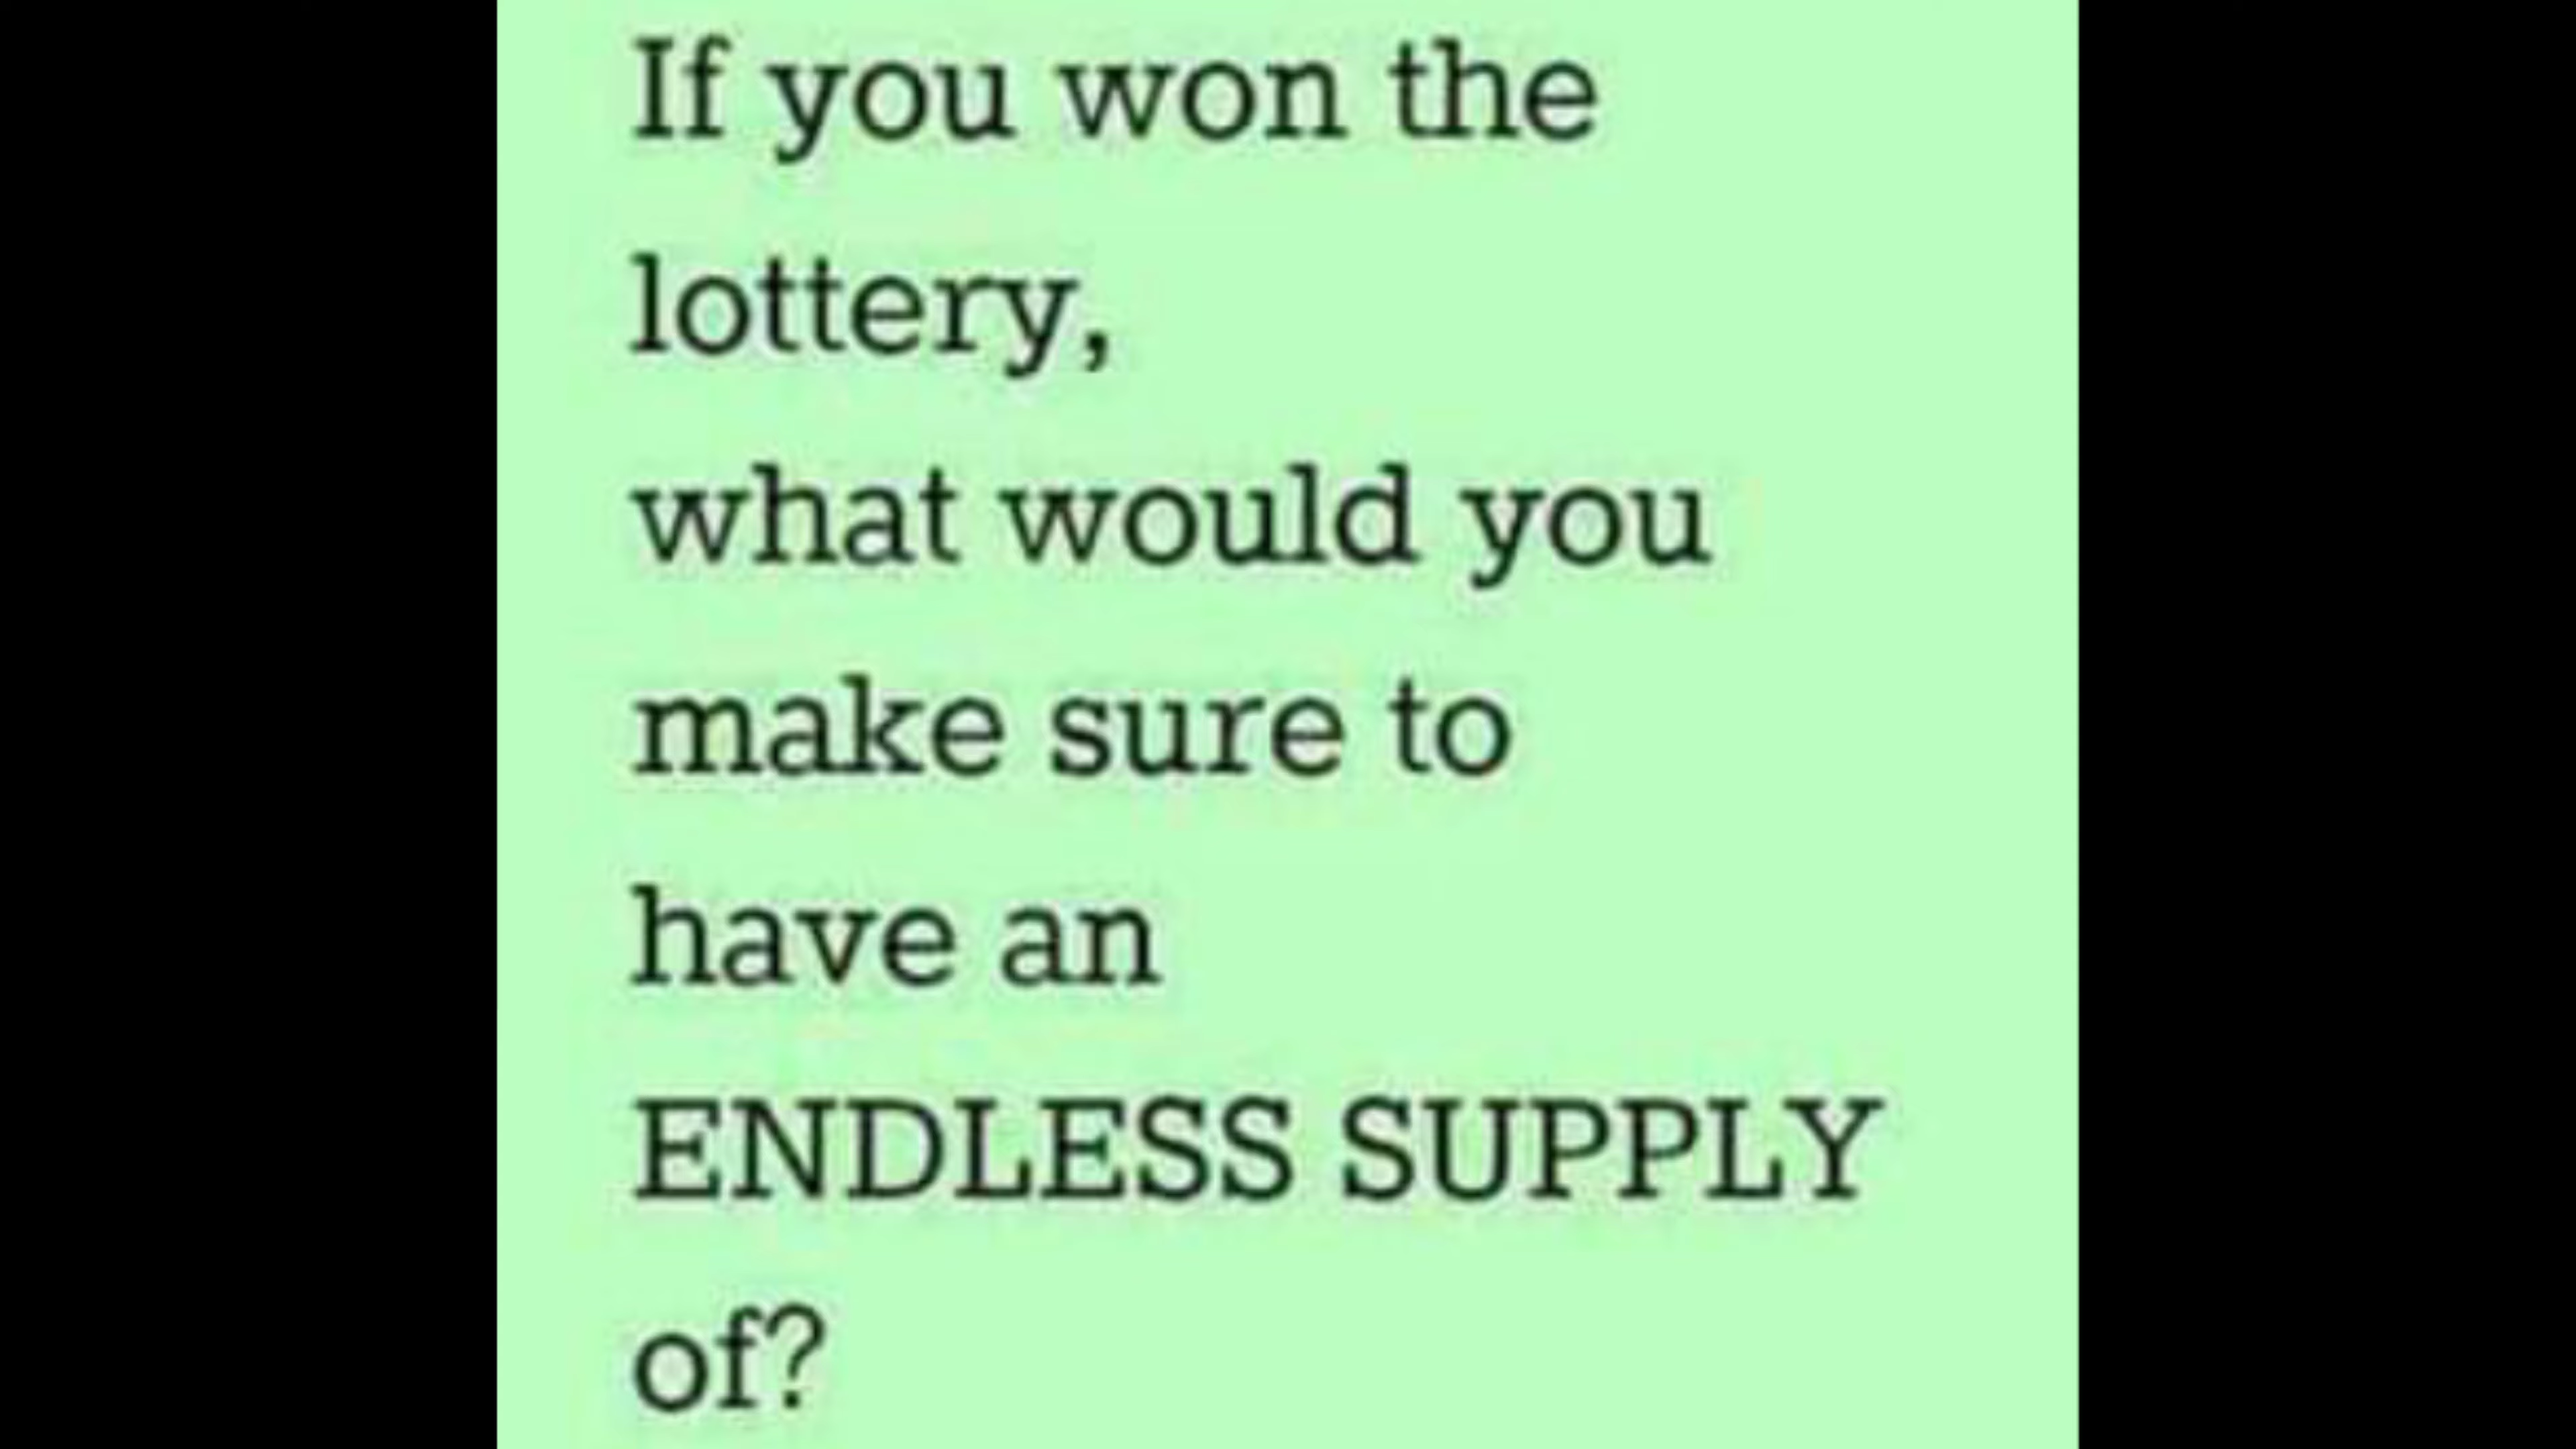 If you won the
lottery,
what would you
make sure to
have an
ENDLESS SUPPLY
of?